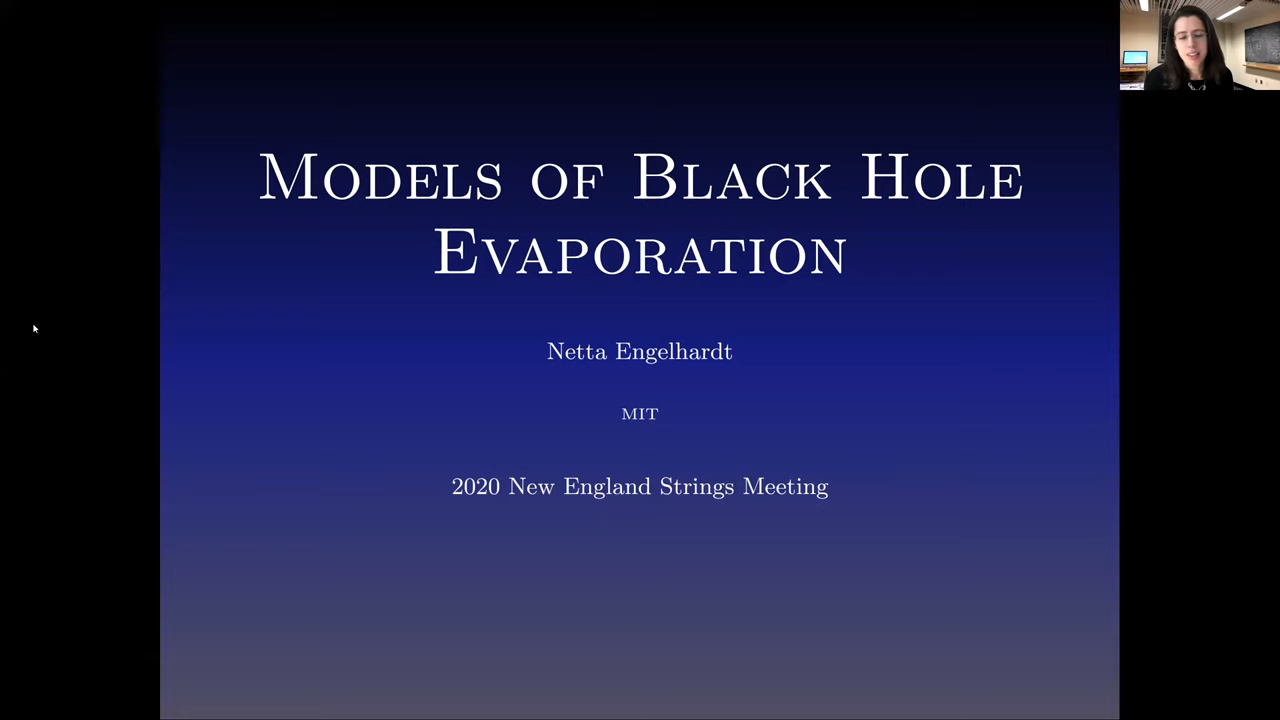 MODELS OF BLACK HOLE
EVAPORATION
Netta Engelhardt
MIT
2020 New England Strings Meeting